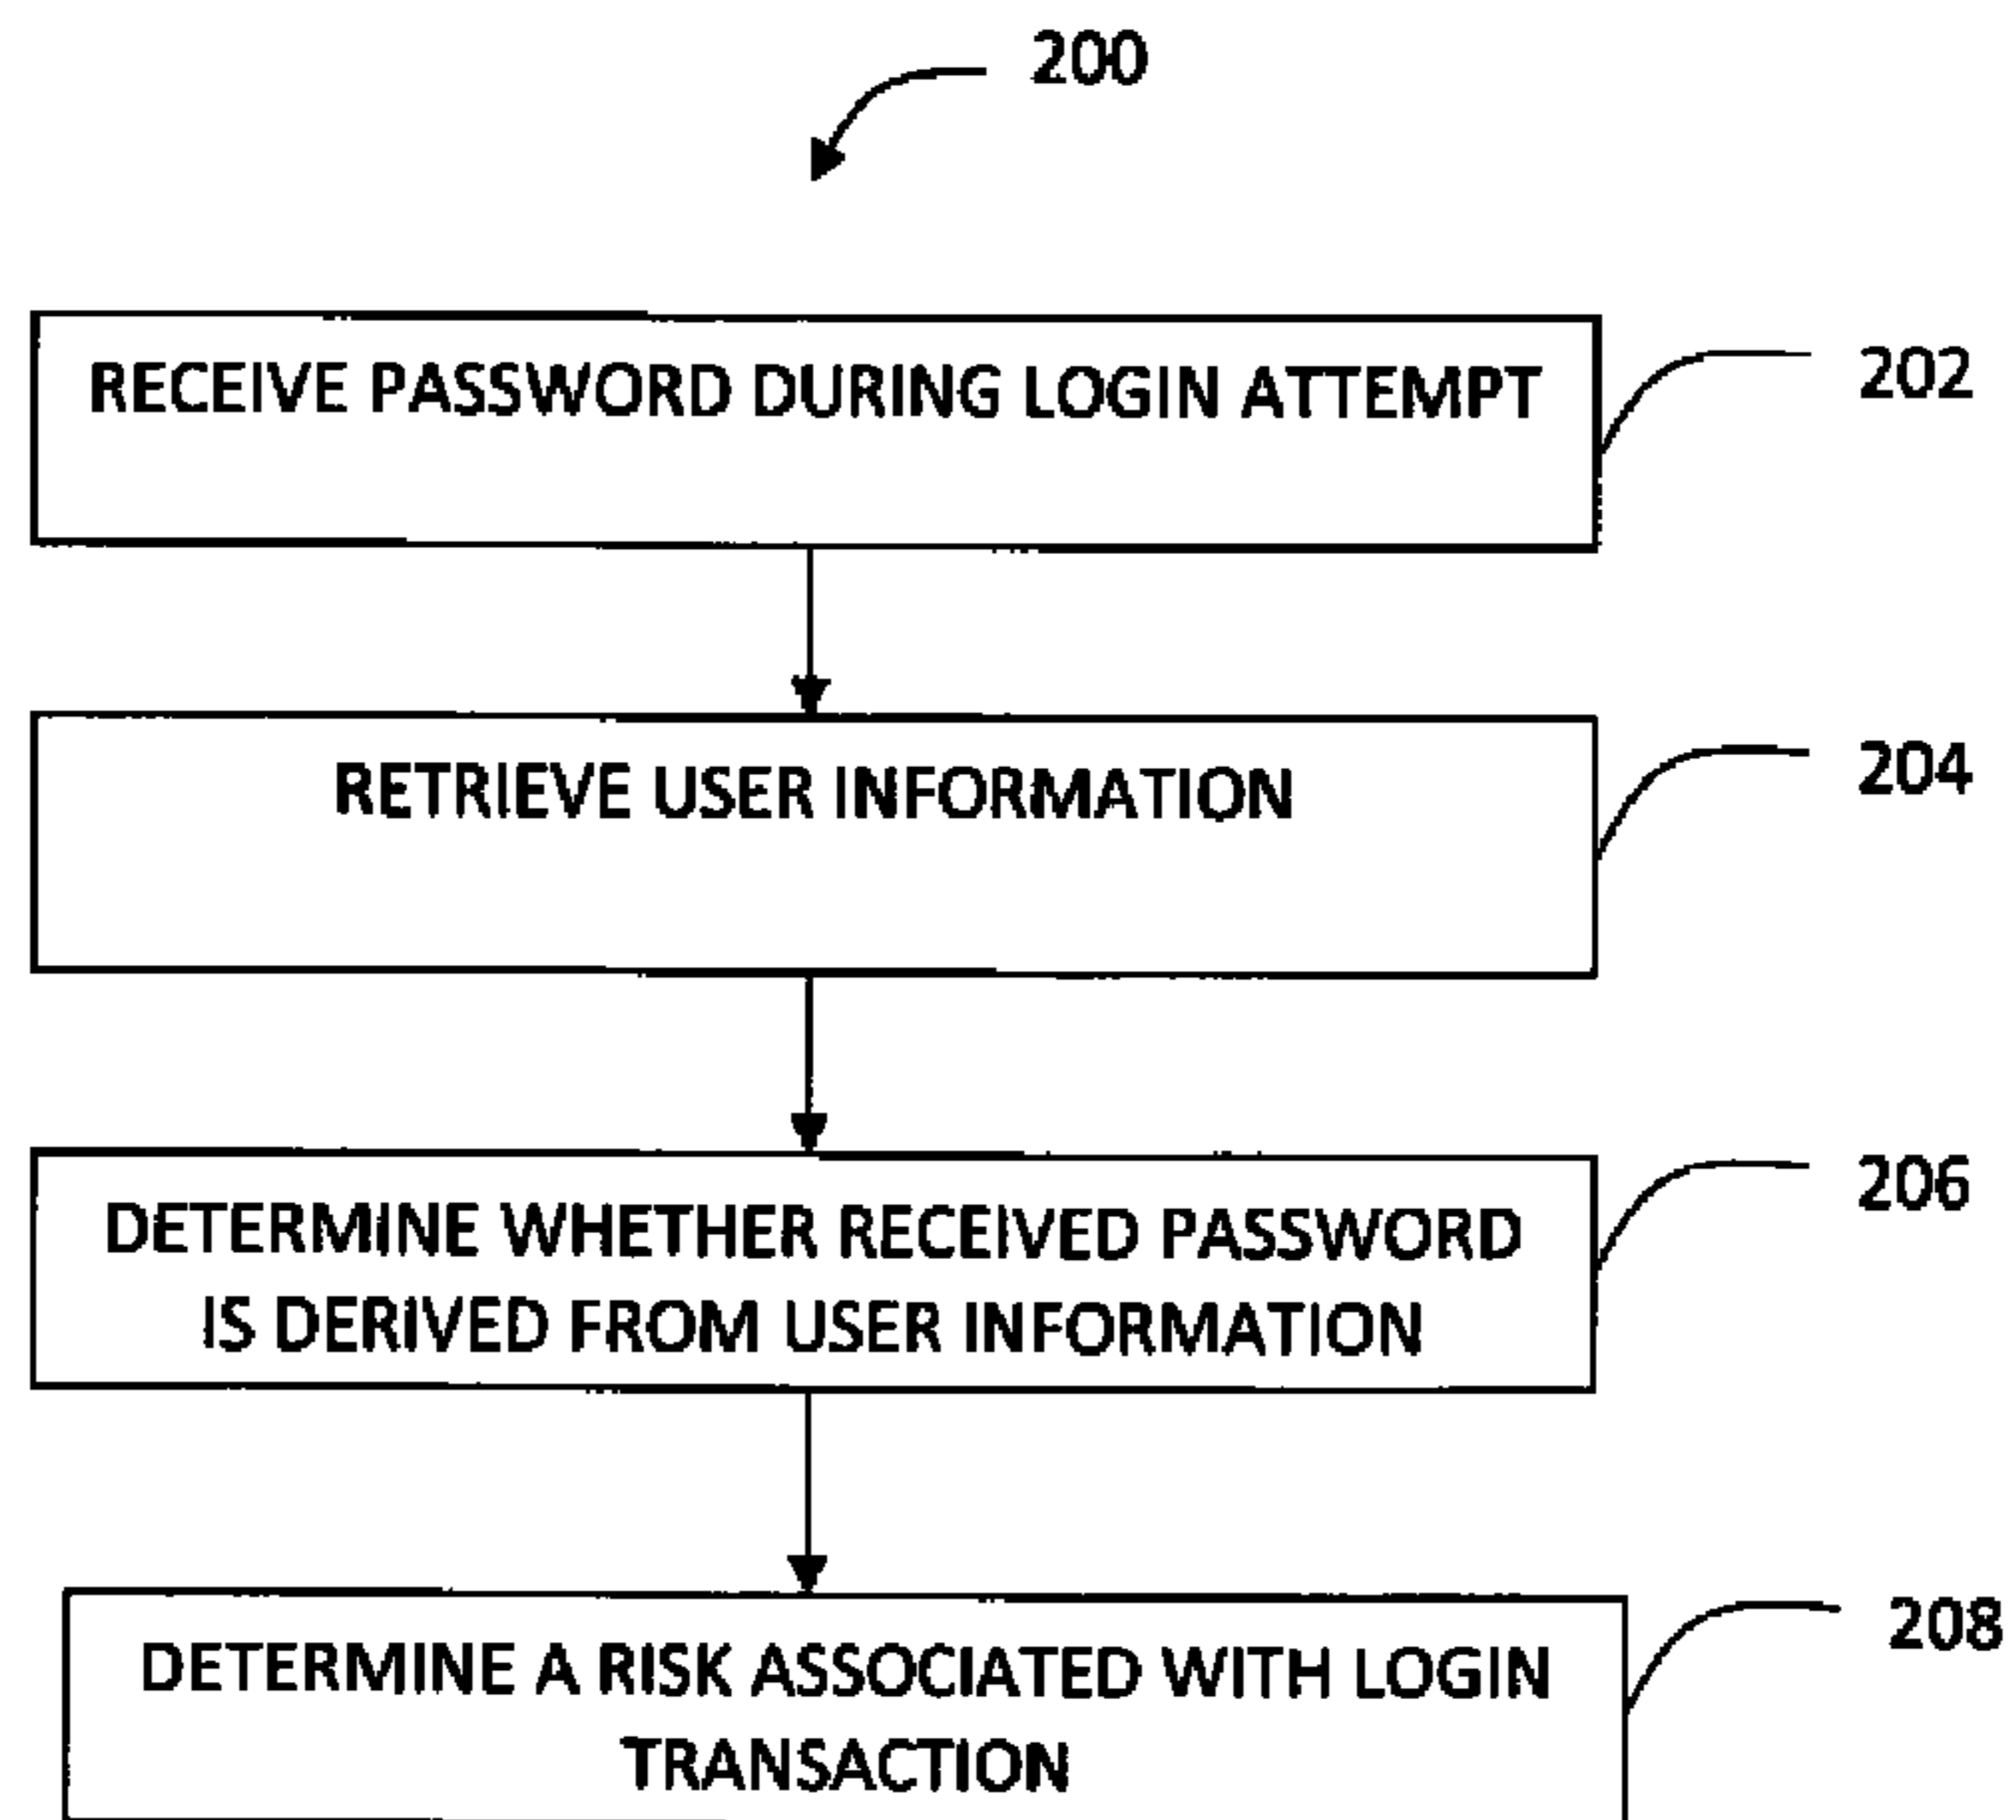 200
RECEIVE PASSWORD DURING LOGIN ATTEMPT
202
RETRIEVE USER INFORMATION
204
DETERMINE WHETHER RECEIVED PASSWORD
IS DERIVED FROM USER INFORMATION
206
DETERMINE A RISK ASSOCIATED WITH LOGIN
TRANSACTION
208